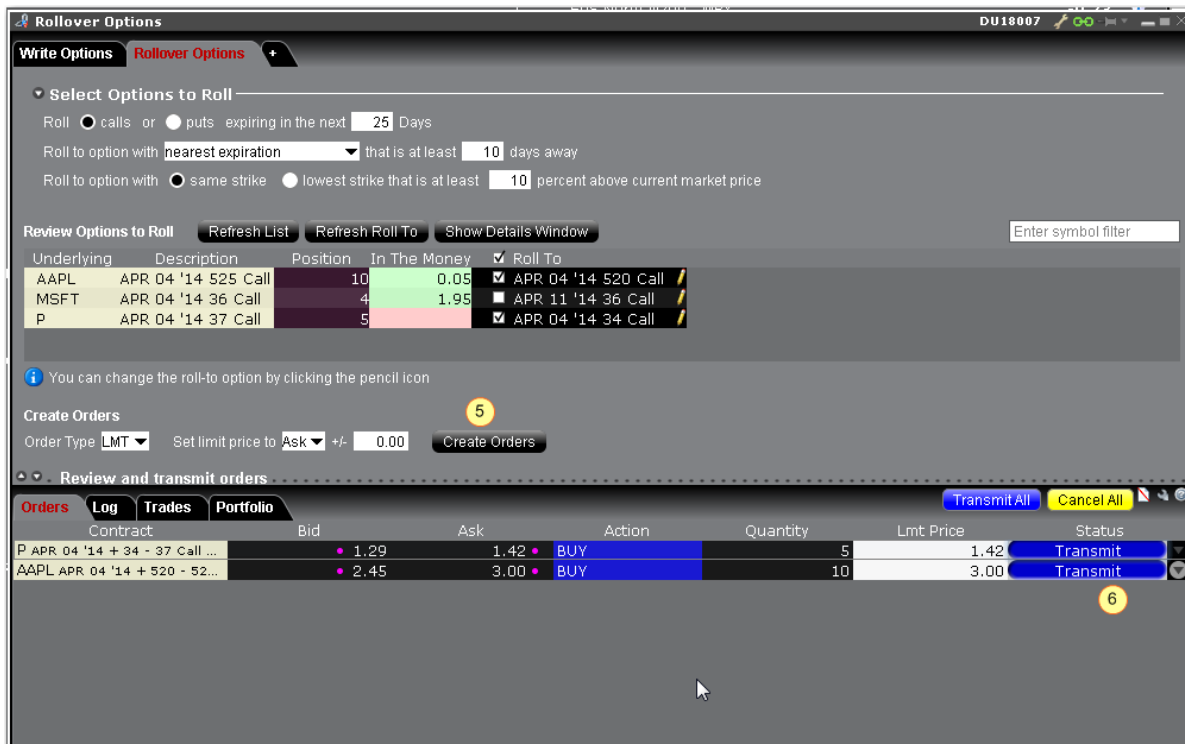 Rollover Options DU18007
Write Options Rollover Options +
Select Options to Roll
Roll calls or puts expiring in the next 25 Days
Roll to option with nearest expiration that is at least 10 days away
Roll to option with same strike lowest strike that is at least 10 percent above current market price
Review Options to Roll Refresh List Refresh Roll To Show Details Window Enter symbol filter
Underlying Description Position In The Money Roll To
AAPL APR 04 '14 525 Call 10 0.05 APR 04 '14 520 Call
MSFT APR 04 '14 36 Call 4 1.95 APR 11 '14 36 Call
P APR 04 '14 37 Call 5 APR 04 '14 34 Call
i You can change the roll-to option by clicking the pencil icon
Create Orders 5
Order Type LMT Set limit price to Ask +/- 0.00 Create Orders
Review and transmit orders
Orders Log Trades Portfolio Transmit All Cancel All
Contract Bid Ask Action Quantity Lmt Price Status
P APR 04 '14 + 34 - 37 Call ... 1.29 1.42 BUY 5 1.42 Transmit
AAPL APR 04 '14 + 520 - 52... 2.45 3.00 BUY 10 3.00 Transmit
6